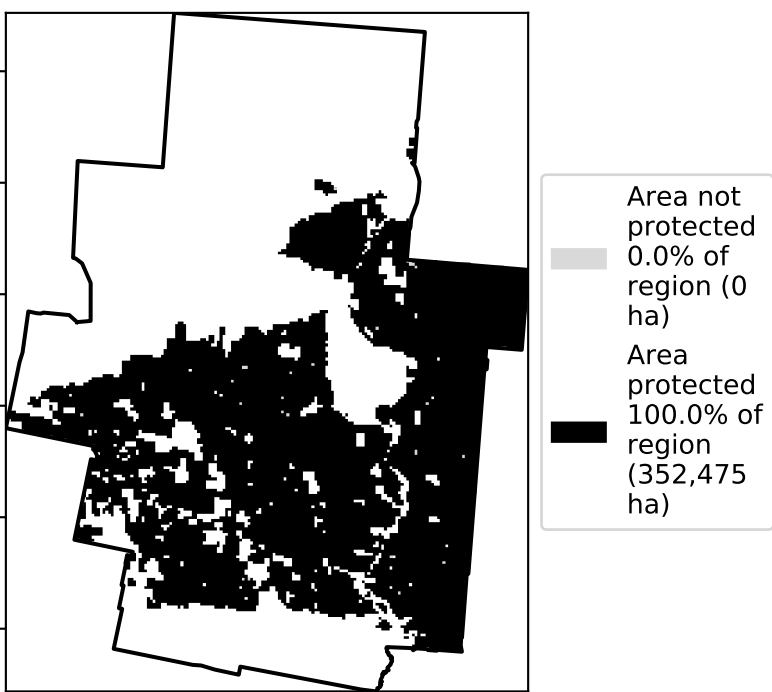 Area not
protected
0.0% of
region (0
ha)
Area
protected
100.0% of
region
(352,475
ha)